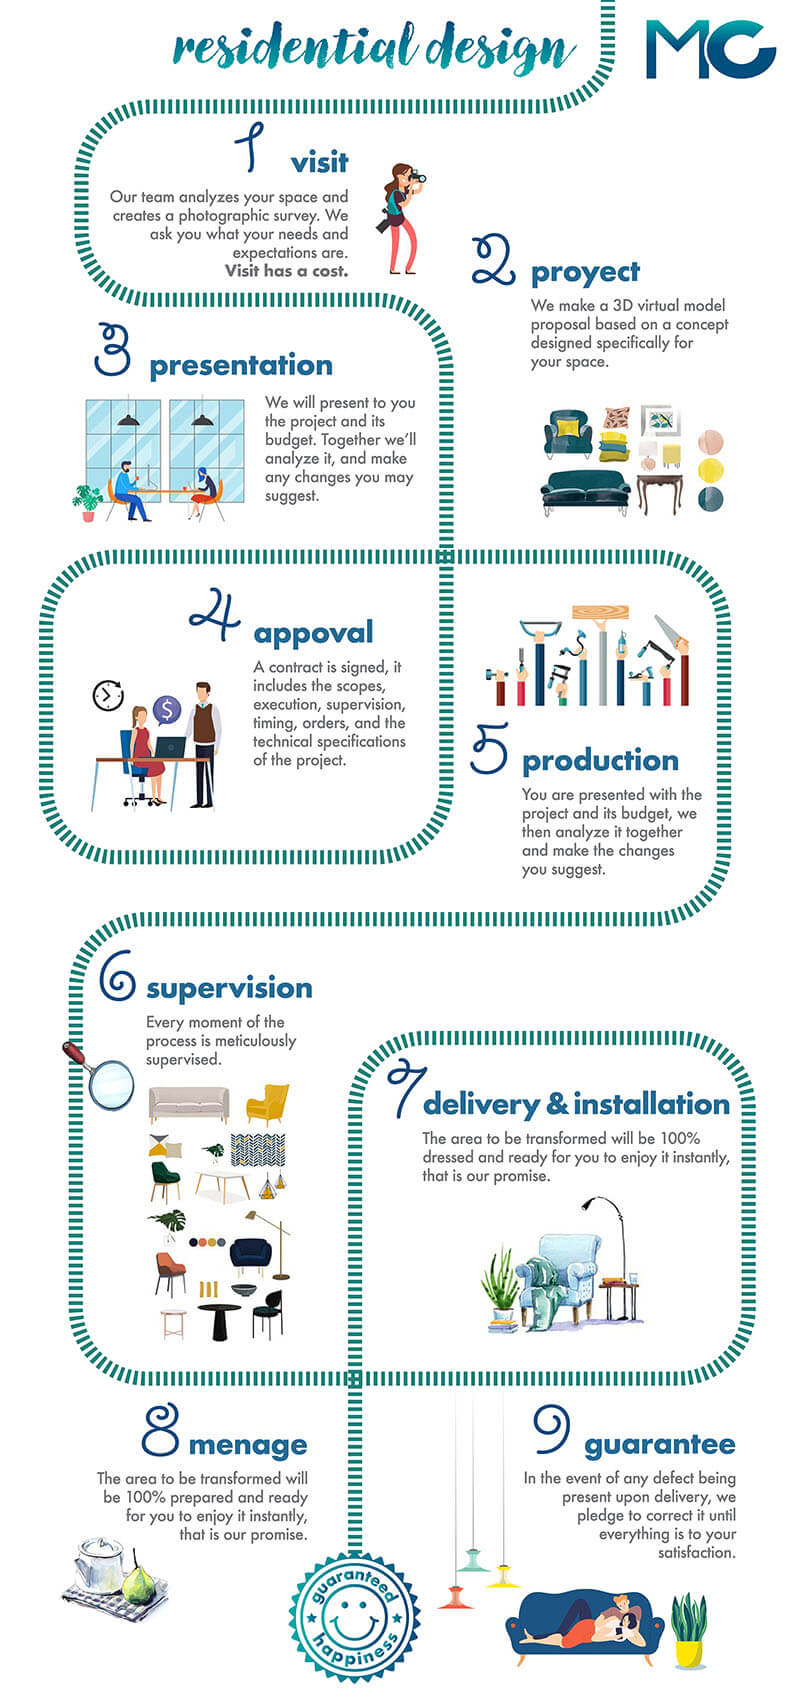 residential design
MC
1 visit
Our team analyzes your space and
creates a photographic survey. We
ask you what your needs and
expectations are.
Visit has a cost.
2 proyect
We make a 3D virtual model
proposal based on a concept
designed specifically for
your space.
3 presentation
We will present to you
the project and its
budget. Together we'll
analyze it, and make
any changes you may
suggest.
4 appoval
A contract is signed, it
includes the scopes,
execution, supervision,
timing, orders, and the
technical specifications
of the project.
$
5 production
You are presented with the
project and its budget, we
then analyze it together
and make the changes
you suggest.
6 supervision
Every moment of the
process is meticulously
supervised.
7 delivery & installation
The area to be transformed will be 100%
dressed and ready for you to enjoy it instantly,
that is our promise.
8 menage
The area to be transformed will
be 100% prepared and ready
for you to enjoy it instantly,
that is our promise.
9 guarantee
In the event of any defect being
present upon delivery, we
pledge to correct it until
everything is to your
satisfaction.
guaranteed
happiness